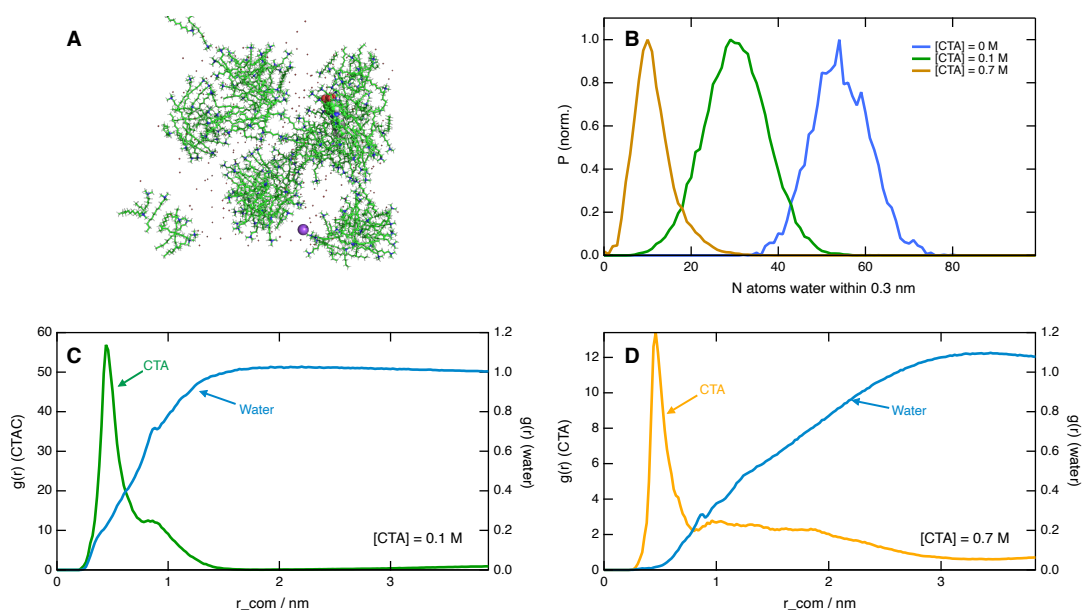 A
B
[CTA] = 0 M
[CTA] = 0.1 M
[CTA] = 0.7 M
P (norm.)
1.0
0.8
0.6
0.4
0.2
0.0
0 20 40 60 80
N atoms water within 0.3 nm
C
CTA
Water
[CTA] = 0.1 M
g(r) (CTAC)
60
50
40
30
20
10
0
1.2
1.0
0.8
0.6
0.4
0.2
0.0
g(r) (water)
0 1 2 3
r_com / nm
D
CTA
Water
[CTA] = 0.7 M
g(r) (CTA)
12
10
8
6
4
2
0
1.2
1.0
0.8
0.6
0.4
0.2
0.0
g(r) (water)
0 1 2 3
r_com / nm